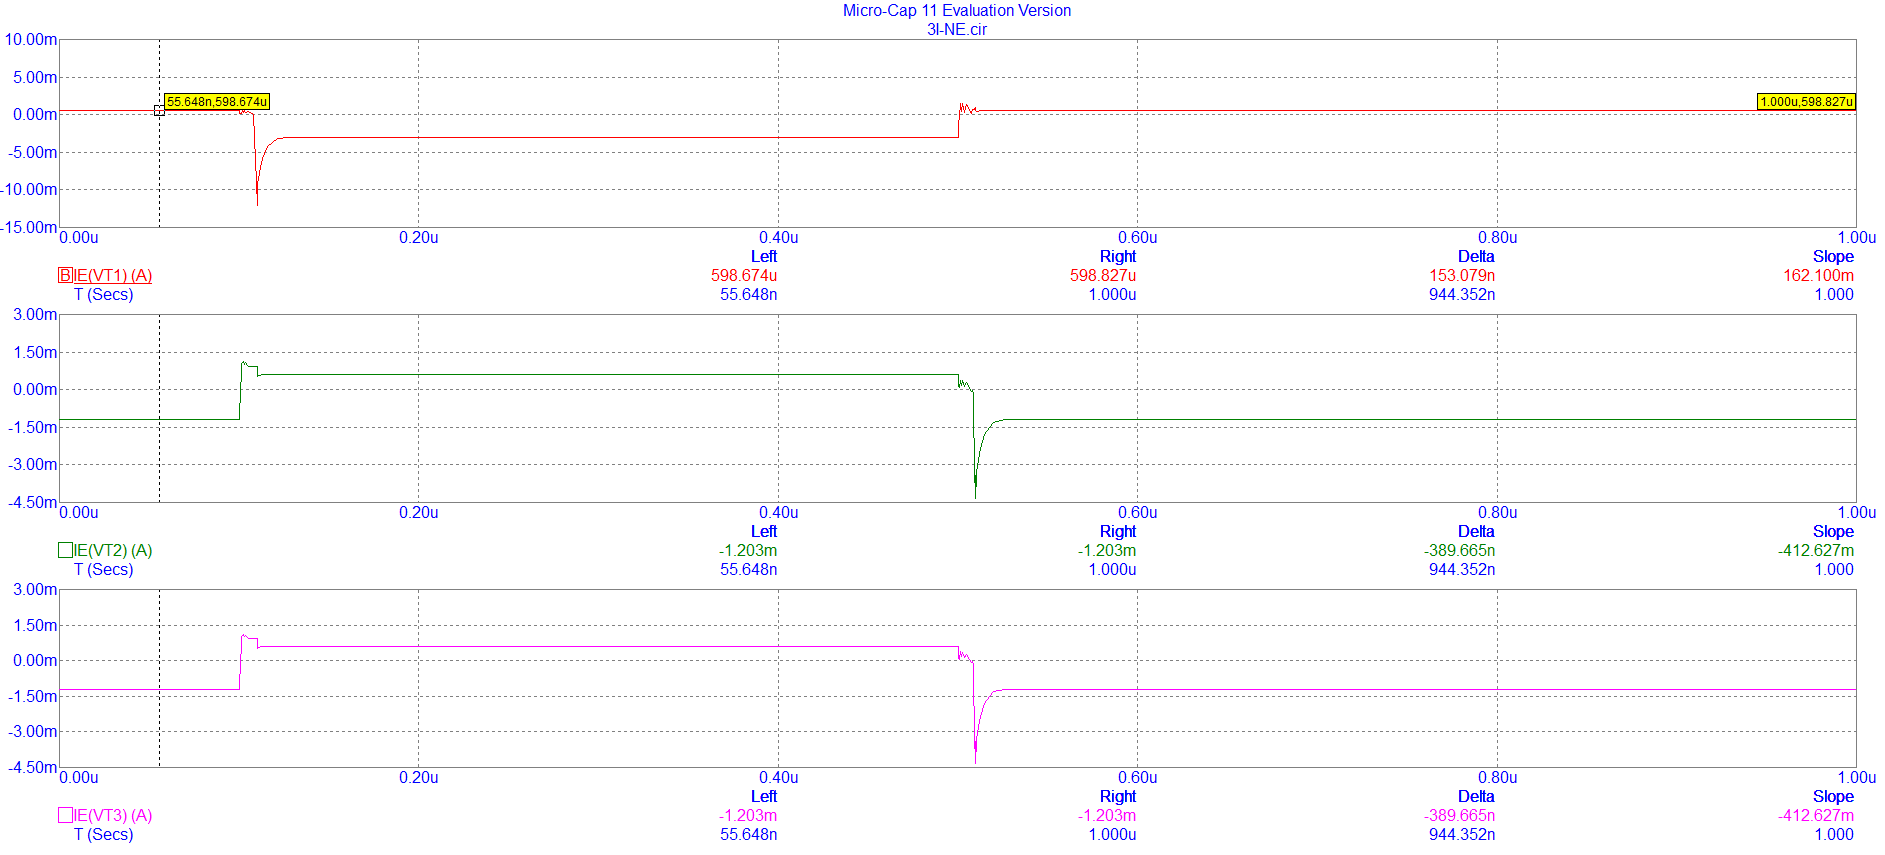 Micro-Cap 11 Evaluation Version
3I-NE.cir
10.00m
5.00m
55.648n,598.674u
1.000u,598.827u
0.00m
-5.00m
-10.00m
-15.00m
0.00u 0.20u 0.40u 0.60u 0.80u 1.00u
Left Right Delta Slope
B IE(VT1) (A) 598.674u 598.827u 153.079n 162.100m
T (Secs) 55.648n 1.000u 944.352n 1.000
3.00m
1.50m
0.00m
-1.50m
-3.00m
-4.50m
0.00u 0.20u 0.40u 0.60u 0.80u 1.00u
Left Right Delta Slope
IE(VT2) (A) -1.203m -1.203m -389.665n -412.627m
T (Secs) 55.648n 1.000u 944.352n 1.000
3.00m
1.50m
0.00m
-1.50m
-3.00m
-4.50m
0.00u 0.20u 0.40u 0.60u 0.80u 1.00u
Left Right Delta Slope
IE(VT3) (A) -1.203m -1.203m -389.665n -412.627m
T (Secs) 55.648n 1.000u 944.352n 1.000